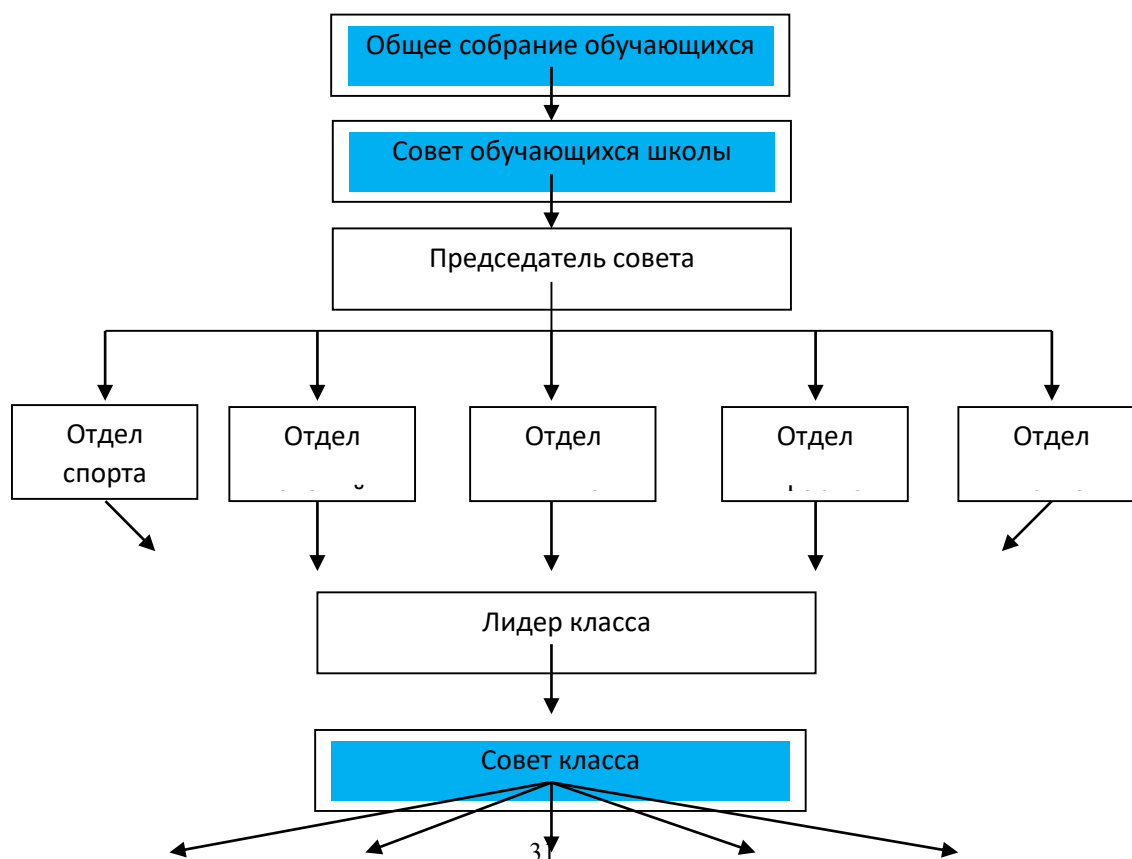 Общее собрание обучающихся
Совет обучающихся школы
Председатель совета
Отдел
спорта
Отдел
Отдел
Отдел
Отдел
Лидер класса
Совет класса